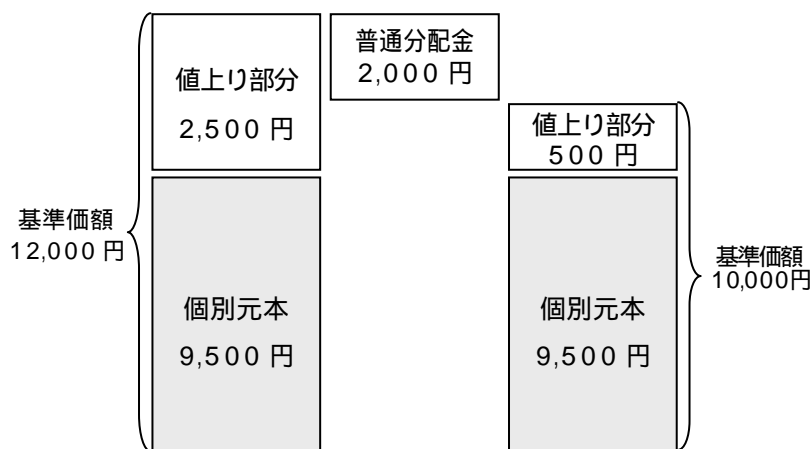 基準価額
12,000 円
値上り部分
2,500 円
個別元本
9,500 円
普通分配金
2,000 円
値上り部分
500 円
個別元本
9,500 円
基準価額
10,000円